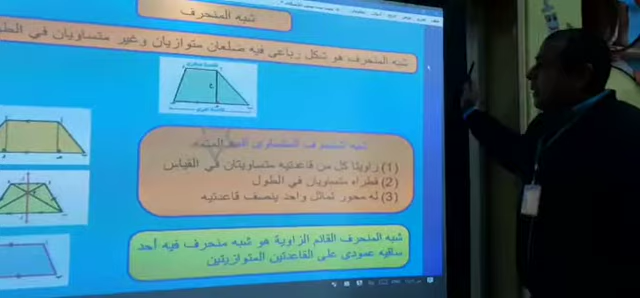 شبه المنحرف
شبه المنحرف هو شكل رباعي فيه ضلعان متوازيان وغير متساويان في
شبه المنحرف المتساوي
(1) زاويتا كل من قاعدتيه متساويتان في القياس
(2) قطراه متساويان في الطول
(3) له محور تماثل واحد ينصف قاعدتيه
شبه المنحرف القائم الزاوية هو شبه منحرف فيه أحد
ساقيه عمودي على القاعدتين المتوازيتين